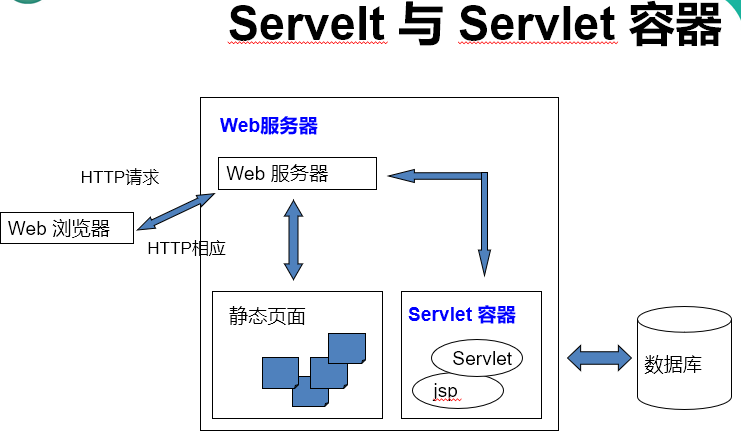 Servelt 与 Servlet 容器
Web服务器
Web 服务器
HTTP请求
Web 浏览器
HTTP相应
静态页面
Servlet 容器
Servlet
jsp
数据库